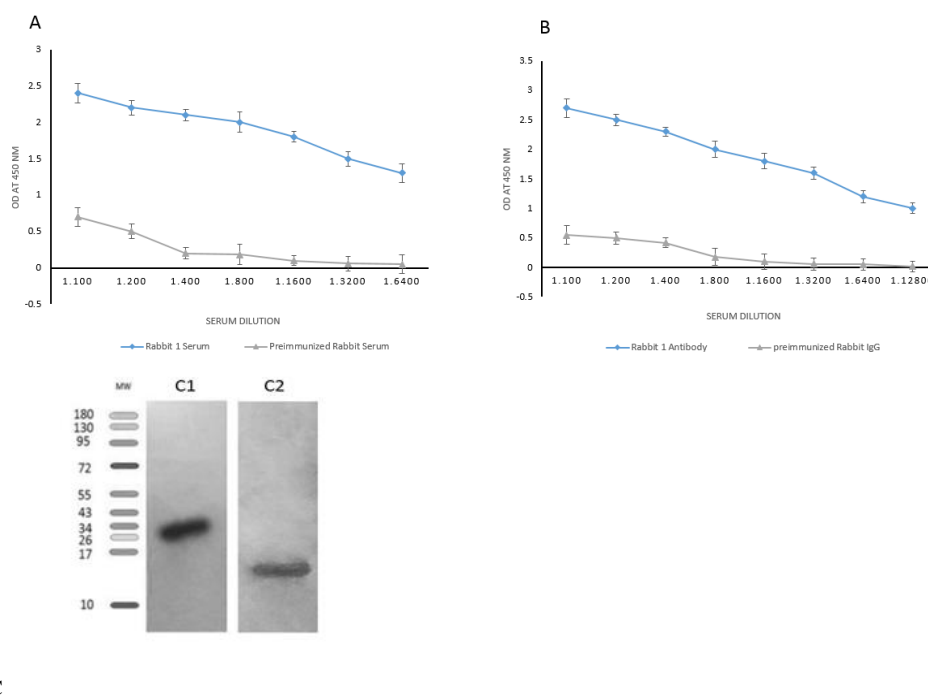 A
3
2.5
2
1.5
1
0.5
0
-0.5
OD AT 450 NM
1.100 1.200 1.400 1.800 1.1600 1.3200 1.6400
SERUM DILUTION
Rabbit 1 Serum Preimmunized Rabbit Serum
B
3.5
3
2.5
2
1.5
1
0.5
0
-0.5
OD AT 450 NM
1.100 1.200 1.400 1.800 1.1600 1.3200 1.6400 1.1280
SERUM DILUTION
Rabbit 1 Antibody preimmunized Rabbit IgG
MW C1 C2
180
130
95
72
55
43
34
26
17
10